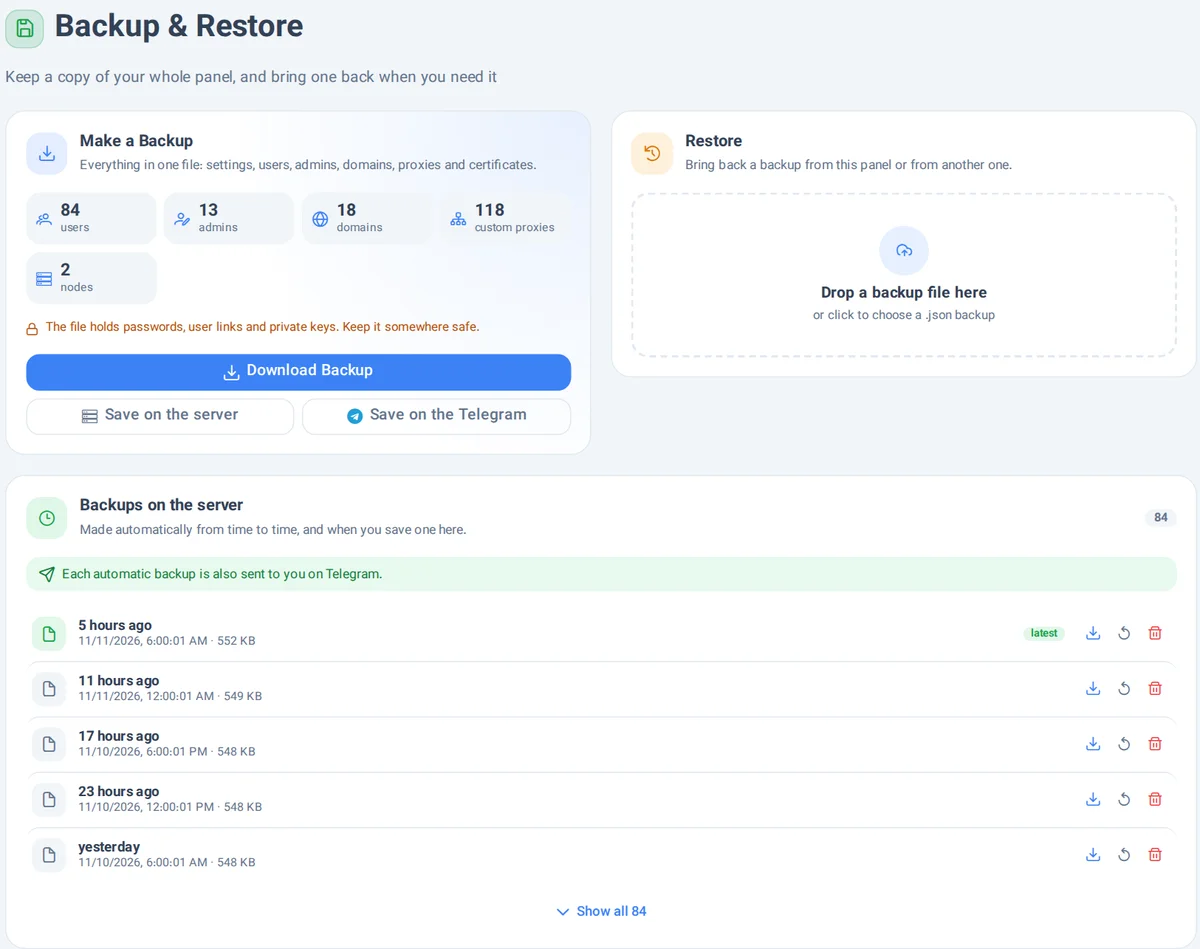 Backup & Restore
Keep a copy of your whole panel, and bring one back when you need it
Make a Backup
Everything in one file: settings, users, admins, domains, proxies and certificates.
84
users
13
admins
18
domains
118
custom proxies
2
nodes
The file holds passwords, user links and private keys. Keep it somewhere safe.
Download Backup
Save on the server
Save on the Telegram
Restore
Bring back a backup from this panel or from another one.
Drop a backup file here
or click to choose a .json backup
Backups on the server
Made automatically from time to time, and when you save one here.
84
Each automatic backup is also sent to you on Telegram.
5 hours ago
11/11/2026, 6:00:01 AM · 552 KB
latest
11 hours ago
11/11/2026, 12:00:01 AM · 549 KB
17 hours ago
11/10/2026, 6:00:01 PM · 548 KB
23 hours ago
11/10/2026, 12:00:01 PM · 548 KB
yesterday
11/10/2026, 6:00:01 AM · 548 KB
Show all 84